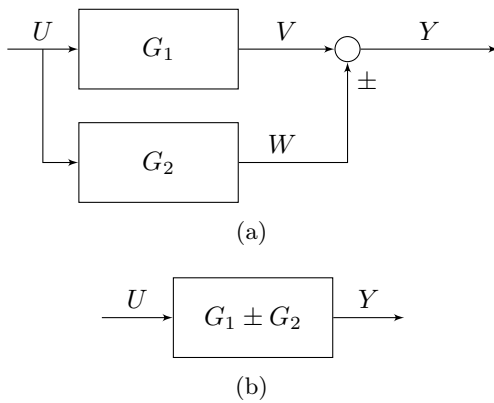 U G₁ V Y
±
G₂ W
(a)
U G₁ ± G₂ Y
(b)